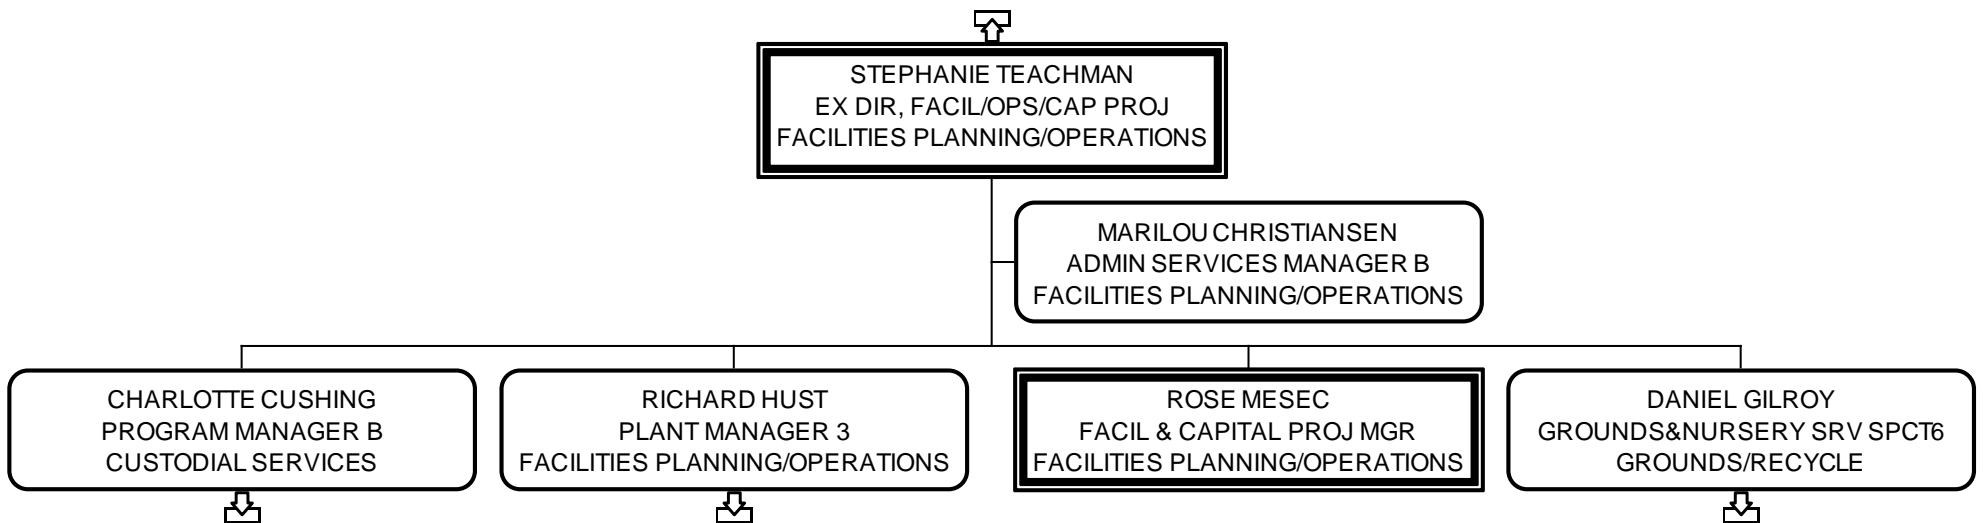 STEPHANIE TEACHMAN
EX DIR, FACIL/OPS/CAP PROJ
FACILITIES PLANNING/OPERATIONS
MARILOU CHRISTIANSEN
ADMIN SERVICES MANAGER B
FACILITIES PLANNING/OPERATIONS
CHARLOTTE CUSHING
PROGRAM MANAGER B
CUSTODIAL SERVICES
RICHARD HUST
PLANT MANAGER 3
FACILITIES PLANNING/OPERATIONS
ROSE MESEC
FACIL & CAPITAL PROJ MGR
FACILITIES PLANNING/OPERATIONS
DANIEL GILROY
GROUNDS&NURSERY SRV SPCT6
GROUNDS/RECYCLE